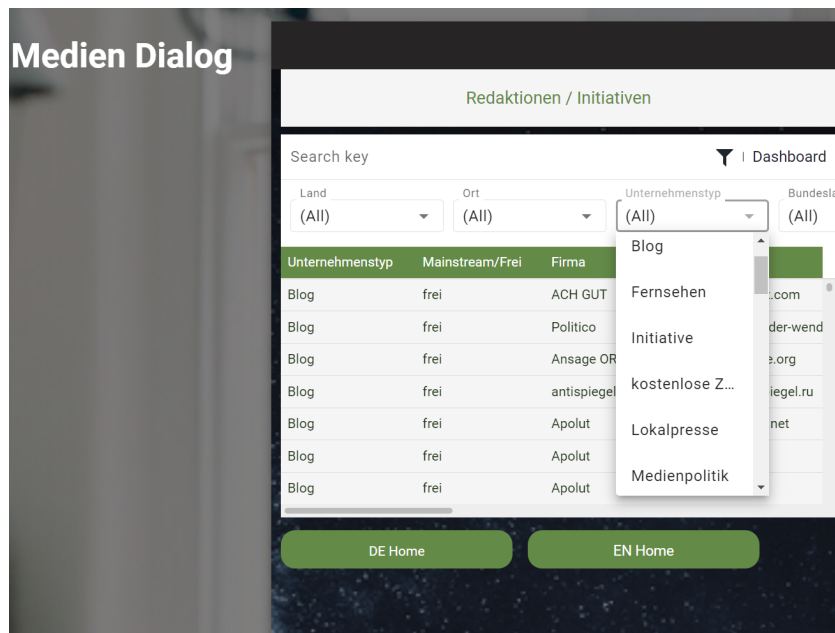 Medien Dialog
Redaktionen / Initiativen
Search key
Dashboard
Land
Ort
Unternehmenstyp
Bundesla
(All)
(All)
(All)
(All)
Unternehmenstyp Mainstream/Frei Firma
Blog frei ACH GUT .com
Blog frei Politico der-wend
Blog frei Ansage OR e.org
Blog frei antispiegel iegel.ru
Blog frei Apolut net
Blog frei Apolut
Blog frei Apolut
Blog
Fernsehen
Initiative
kostenlose Z...
Lokalpresse
Medienpolitik
DE Home
EN Home